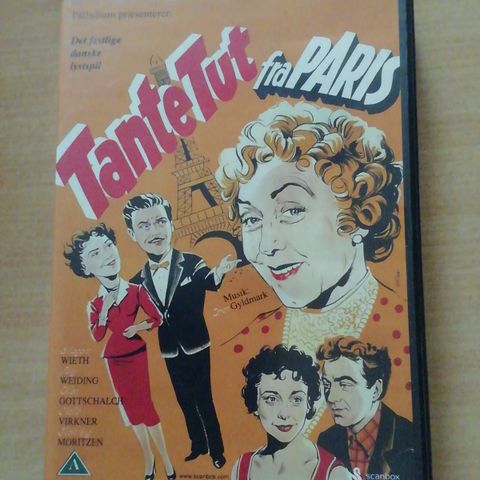 Palladium præsenterer:
Det festlige
danske
lystspil
Tante Tut
fra PARIS
Musik:
Gyldmark
WIETH
WEIDING
GOTTSCHALCH
VIRKNER
MORITZEN
A
www.scanbox.com
scanbox